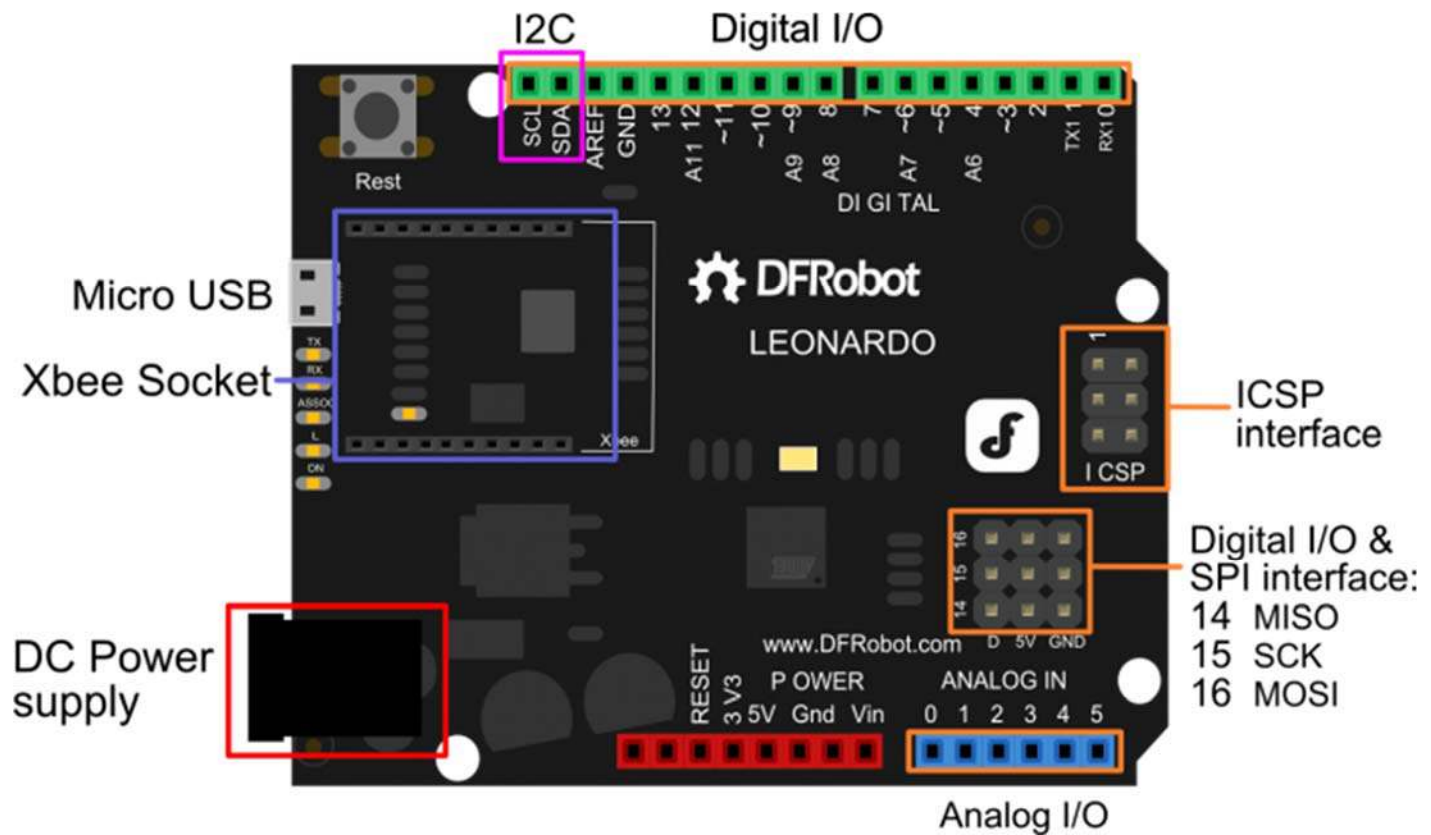 I2C
Digital I/O
SCL
SDA
AREF
GND
13
12
~11
~10
~9
8
7
~6
~5
4
~3
2
TX1 1
RX1 0
A11
A9
A8
A7
A6
DI GI TAL
Rest
Micro USB
Xbee Socket
TX
RX
ASSOC
L
ON
Xbee
DFRobot
LEONARDO
1
I CSP
ICSP
interface
16
15
14
D 5V GND
Digital I/O &
SPI interface:
14 MISO
15 SCK
16 MOSI
www.DFRobot.com
DC Power
supply
RESET
3 V3
P OWER
5V Gnd Vin
ANALOG IN
0 1 2 3 4 5
Analog I/O